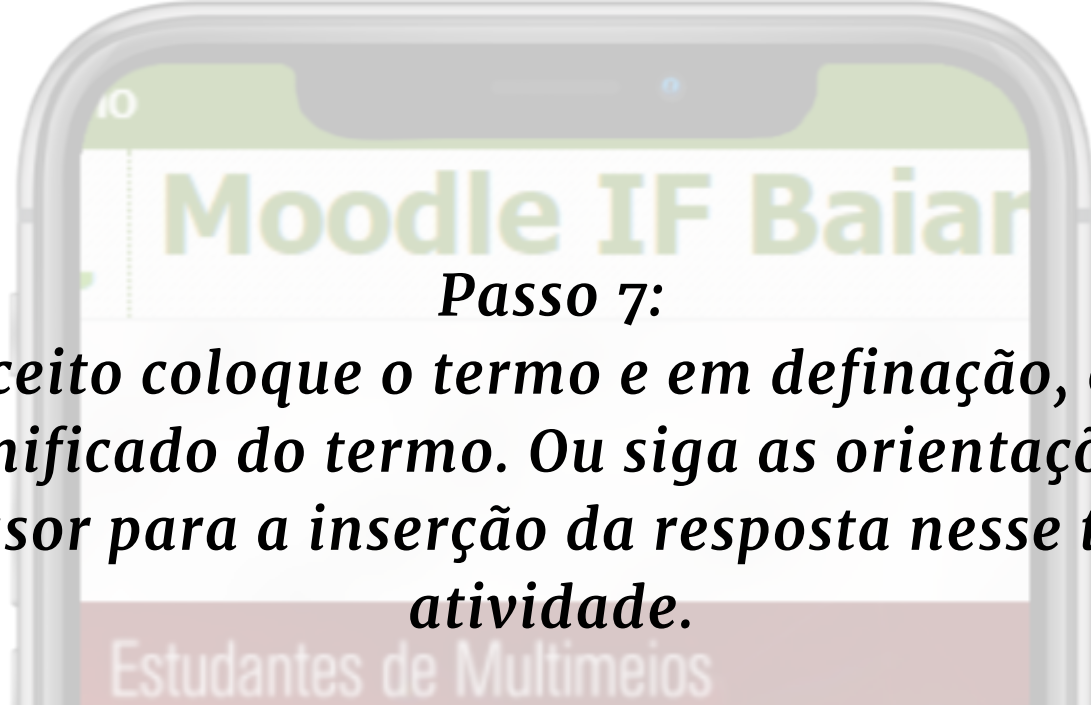 Moodle IF Baian
Passo 7:
ceito coloque o termo e em definação,
nificado do termo. Ou siga as orientaçõ
sor para a inserção da resposta nesse
atividade.
Estudantes de Multimeios